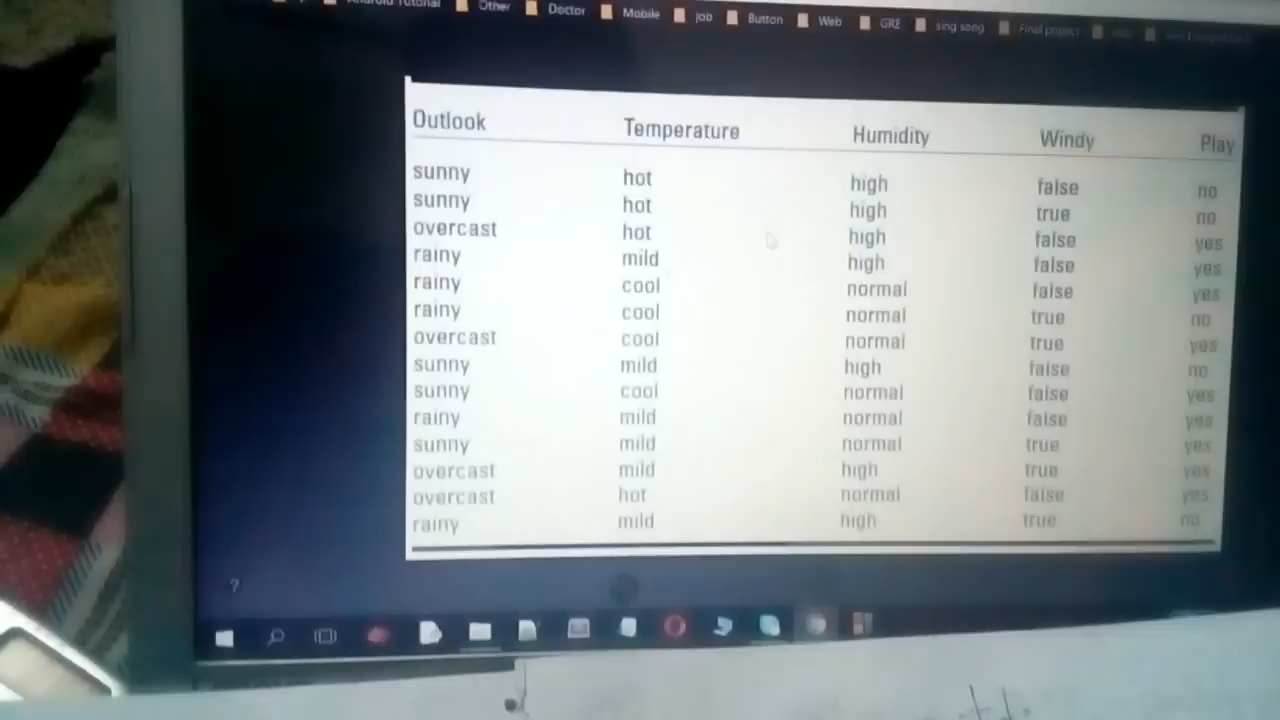 Android Tutorial Other Doctor Mobile job Button Web GRE sing song Final project
Outlook Temperature Humidity Windy Play
sunny hot high false no
sunny hot high true no
overcast hot high false yes
rainy mild high false yes
rainy cool normal false yes
rainy cool normal true no
overcast cool normal true yes
sunny mild high false no
sunny cool normal false yes
rainy mild normal false yes
sunny mild normal true yes
overcast mild high true yes
overcast hot normal false yes
rainy mild high true no
?